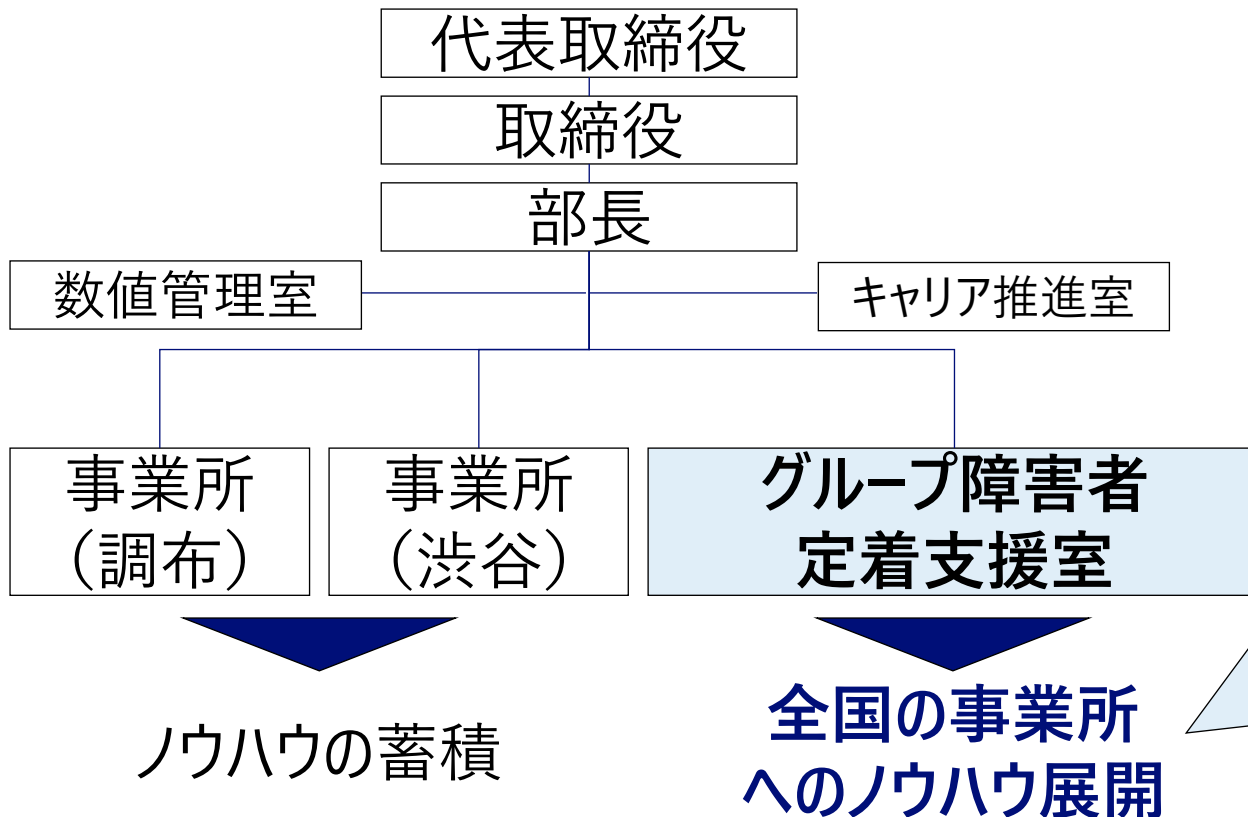 代表取締役
取締役
部長
数値管理室
キャリア推進室
事業所
（調布）
事業所
（渋谷）
グループ障害者
定着支援室
ノウハウの蓄積
全国の事業所
へのノウハウ展開